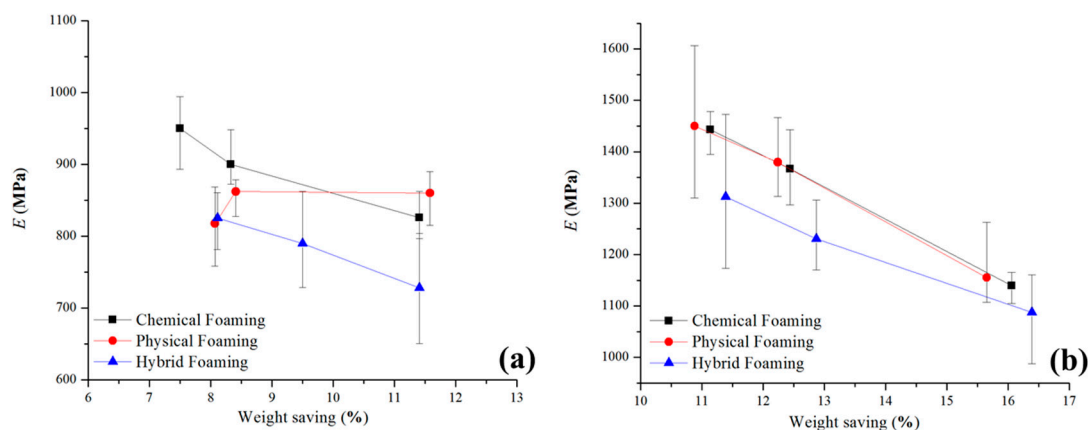 1100
1000
900
800
700
600
E (MPa)
Chemical Foaming
Physical Foaming
Hybrid Foaming
(a)
6 7 8 9 10 11 12 13
Weight saving (%)
1600
1500
1400
1300
1200
1100
1000
E (MPa)
Chemical Foaming
Physical Foaming
Hybrid Foaming
(b)
10 11 12 13 14 15 16 17
Weight saving (%)